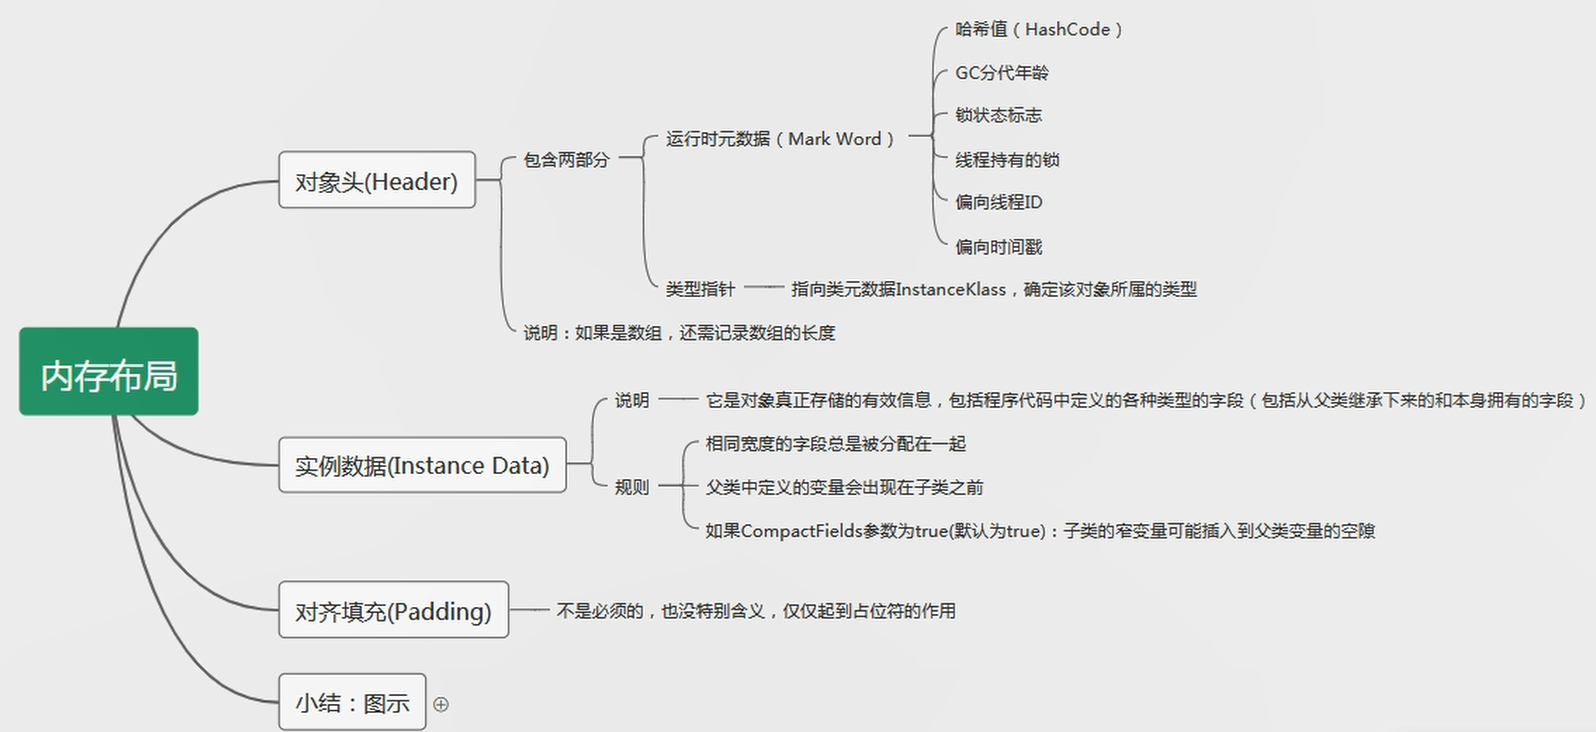 内存布局
对象头(Header)
包含两部分
运行时元数据（Mark Word）
哈希值（HashCode）
GC分代年龄
锁状态标志
线程持有的锁
偏向线程ID
偏向时间戳
类型指针
指向类元数据InstanceKlass，确定该对象所属的类型
说明：如果是数组，还需记录数组的长度
实例数据(Instance Data)
说明
它是对象真正存储的有效信息，包括程序代码中定义的各种类型的字段（包括从父类继承下来的和本身拥有的字段）
规则
相同宽度的字段总是被分配在一起
父类中定义的变量会出现在子类之前
如果CompactFields参数为true(默认为true)：子类的窄变量可能插入到父类变量的空隙
对齐填充(Padding)
不是必须的，也没特别含义，仅仅起到占位符的作用
小结：图示